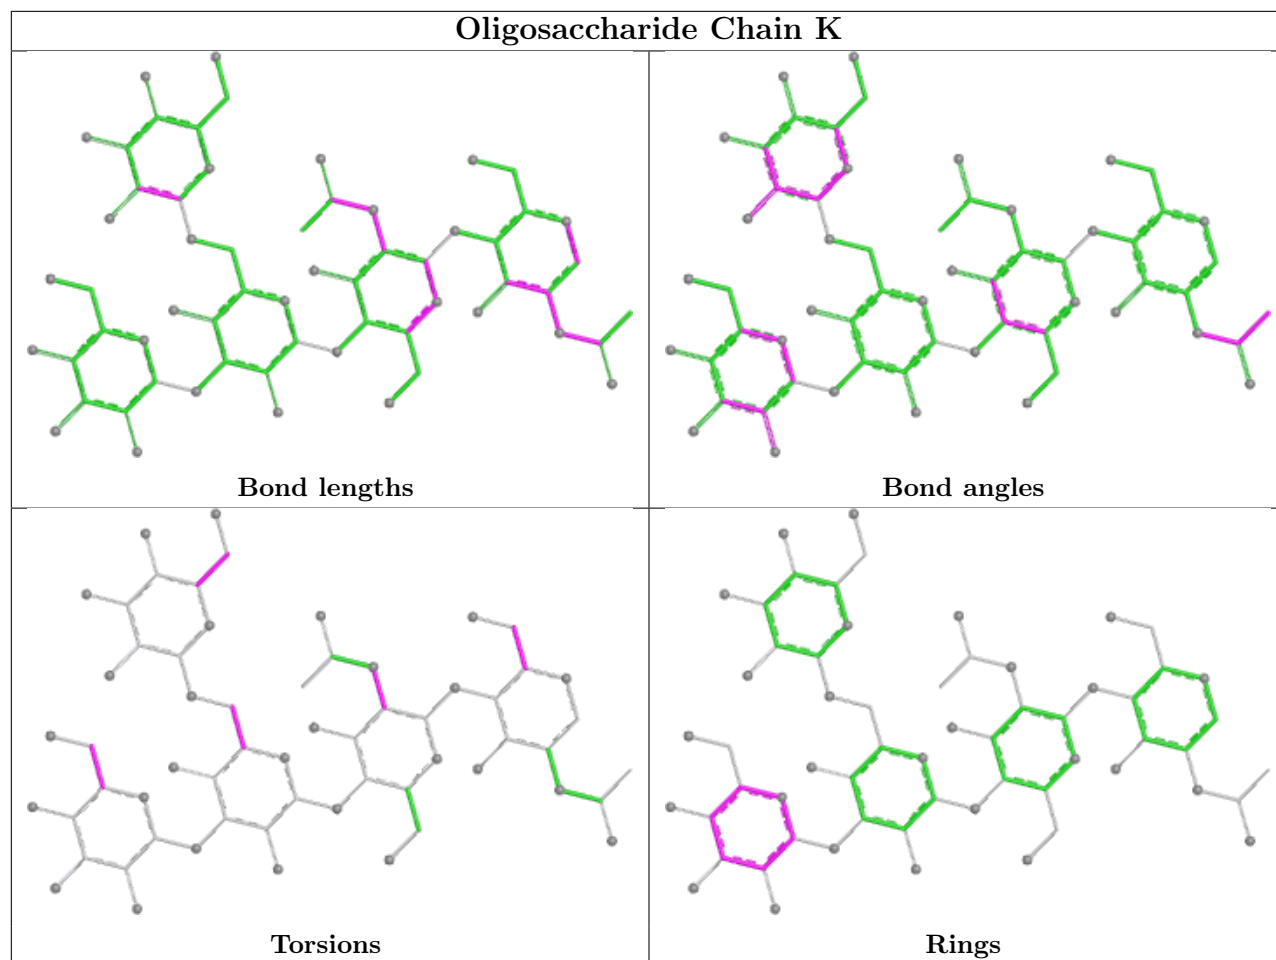 Oligosaccharide Chain K
Bond lengths
Bond angles
Torsions
Rings